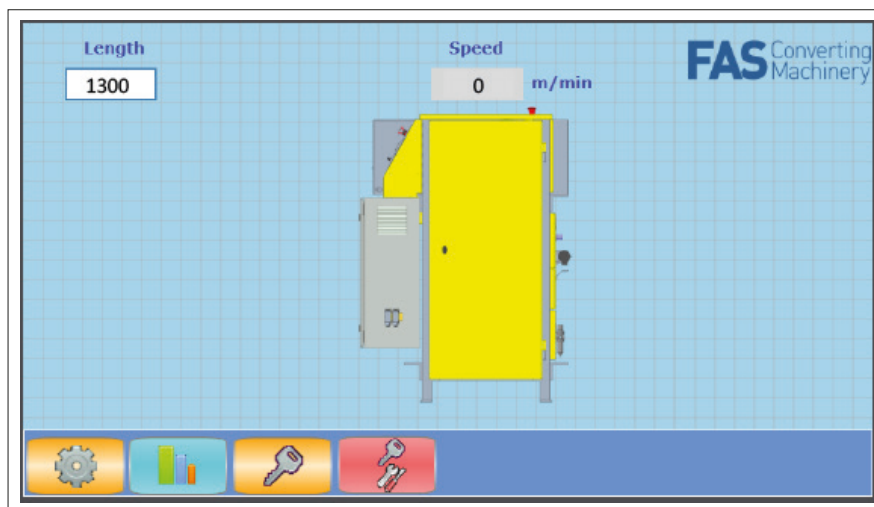 Length
1300
Speed
0 m/min
FAS Converting
Machinery